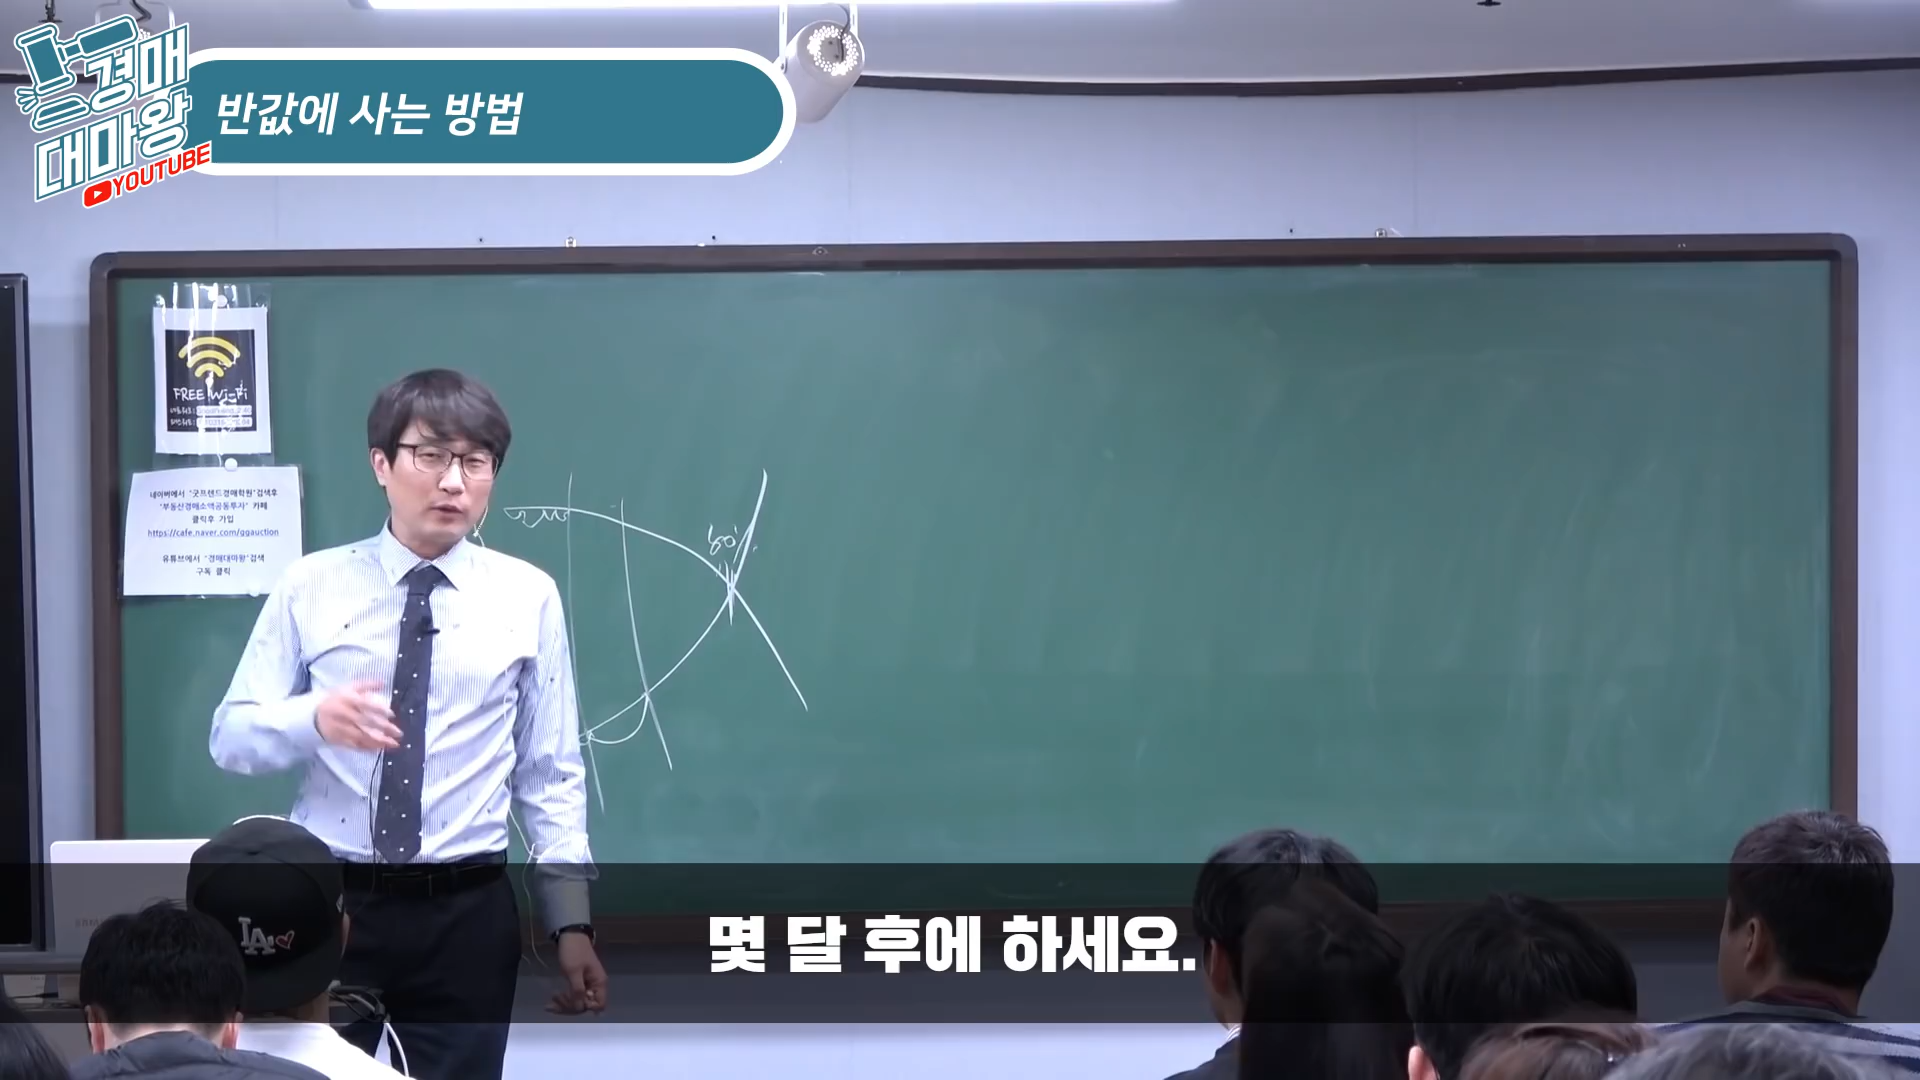 경매
대마왕
YOUTUBE
반값에 사는 방법
FREE Wi-Fi
네이버에서 "굿프렌드경매학원"검색후
"부동산경매소액공동투자" 카페
클릭후 가입
https://cafe.naver.com/ggauction
유튜브에서 "경매대마왕"검색
구독 클릭
60
LA
몇 달 후에 하세요.